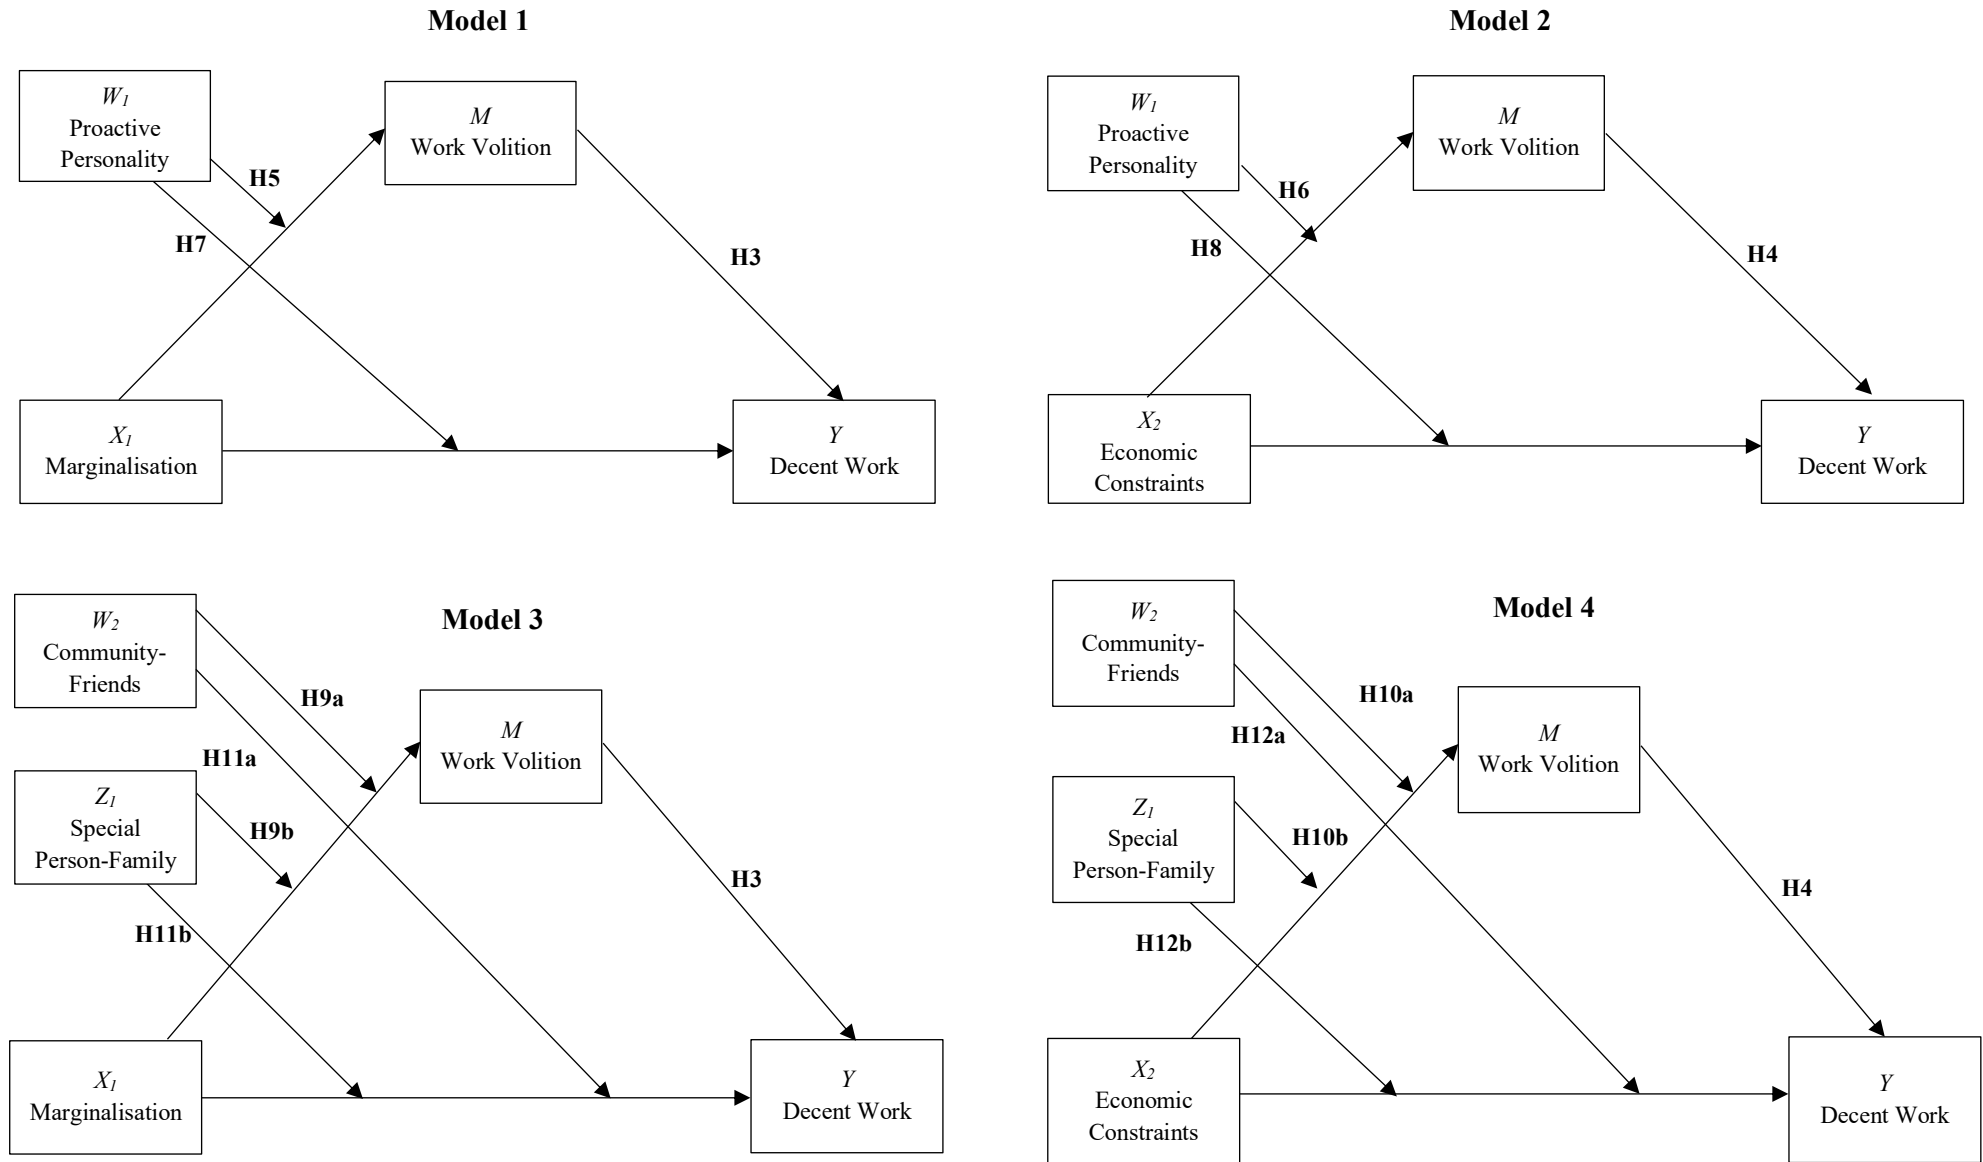 Model 1
W1
Proactive
Personality
M
Work Volition
H5
H7
H3
X1
Marginalisation
Y
Decent Work
Model 2
W1
Proactive
Personality
M
Work Volition
H6
H8
H4
X2
Economic
Constraints
Y
Decent Work
Model 3
W2
Community-
Friends
H9a
M
Work Volition
H11a
Z1
Special
Person-Family
H9b
H3
H11b
X1
Marginalisation
Y
Decent Work
Model 4
W2
Community-
Friends
H10a
M
Work Volition
H12a
Z1
Special
Person-Family
H10b
H4
H12b
X2
Economic
Constraints
Y
Decent Work